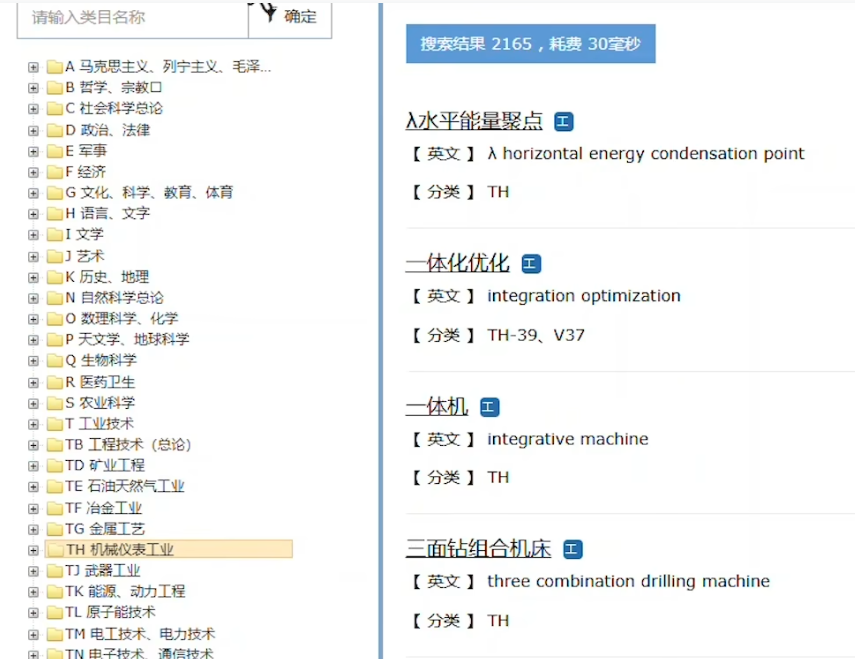 请输入类目名称
确定
A 马克思主义、列宁主义、毛泽...
B 哲学、宗教口
C 社会科学总论
D 政治、法律
E 军事
F 经济
G 文化、科学、教育、体育
H 语言、文字
I 文学
J 艺术
K 历史、地理
N 自然科学总论
O 数理科学、化学
P 天文学、地球科学
Q 生物科学
R 医药卫生
S 农业科学
T 工业技术
TB 工程技术（总论）
TD 矿业工程
TE 石油天然气工业
TF 冶金工业
TG 金属工艺
TH 机械仪表工业
TJ 武器工业
TK 能源、动力工程
TL 原子能技术
TM 电工技术、电力技术
TN 电子技术、通信技术
搜索结果 2165，耗费 30毫秒
λ水平能量聚点 工
【 英文 】 λ horizontal energy condensation point
【 分类 】 TH
一体化优化 工
【 英文 】 integration optimization
【 分类 】 TH-39、V37
一体机 工
【 英文 】 integrative machine
【 分类 】 TH
三面钻组合机床 工
【 英文 】 three combination drilling machine
【 分类 】 TH